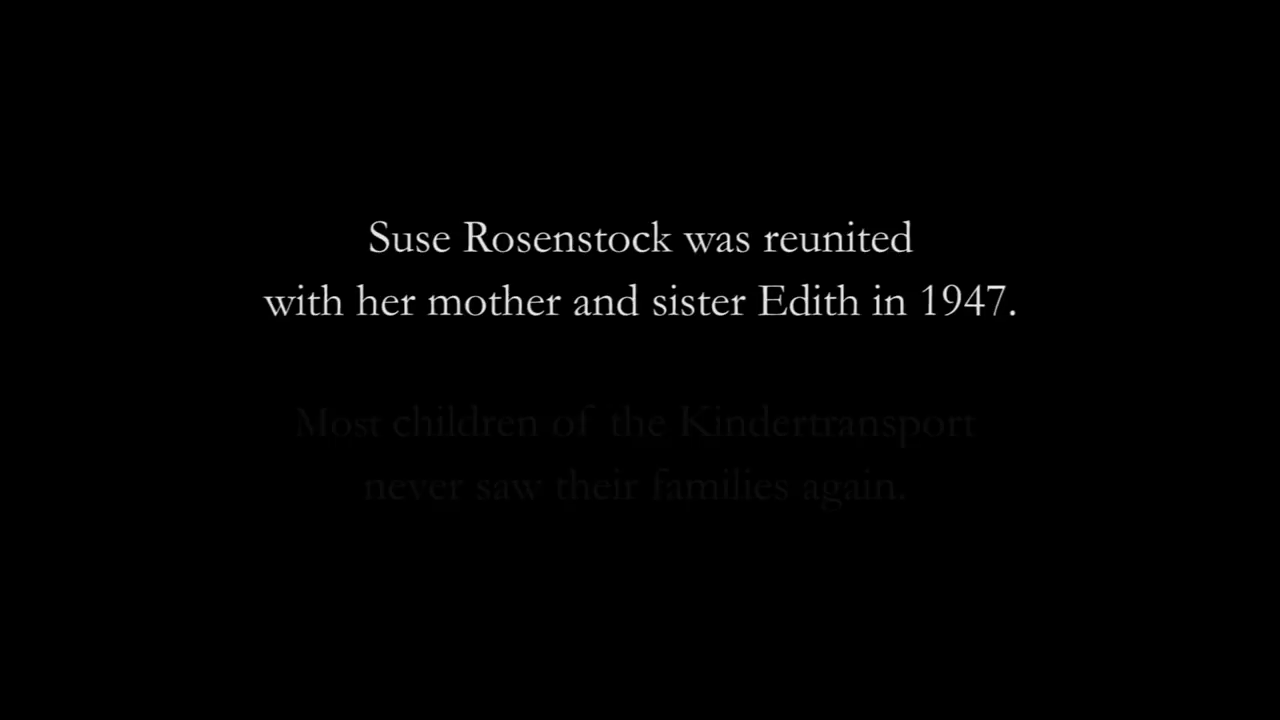 Suse Rosenstock was reunited
with her mother and sister Edith in 1947.
Most children of the Kindertransport
never saw their families again.